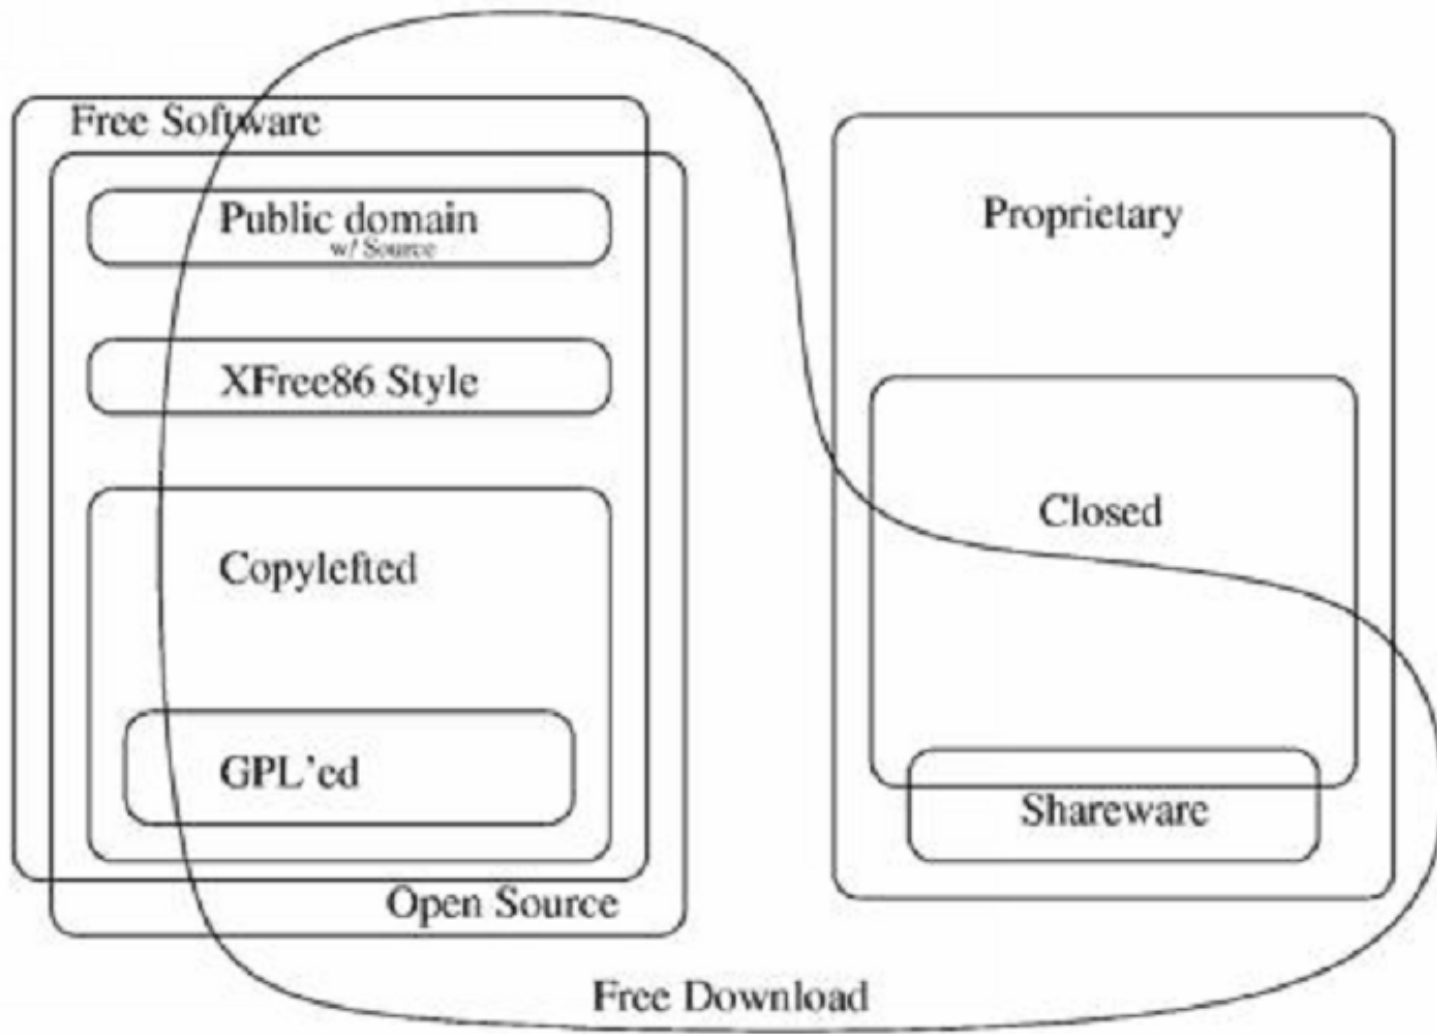 Free Software
Public domain
w/ Source
XFree86 Style
Copylefted
GPL'ed
Open Source
Proprietary
Closed
Shareware
Free Download